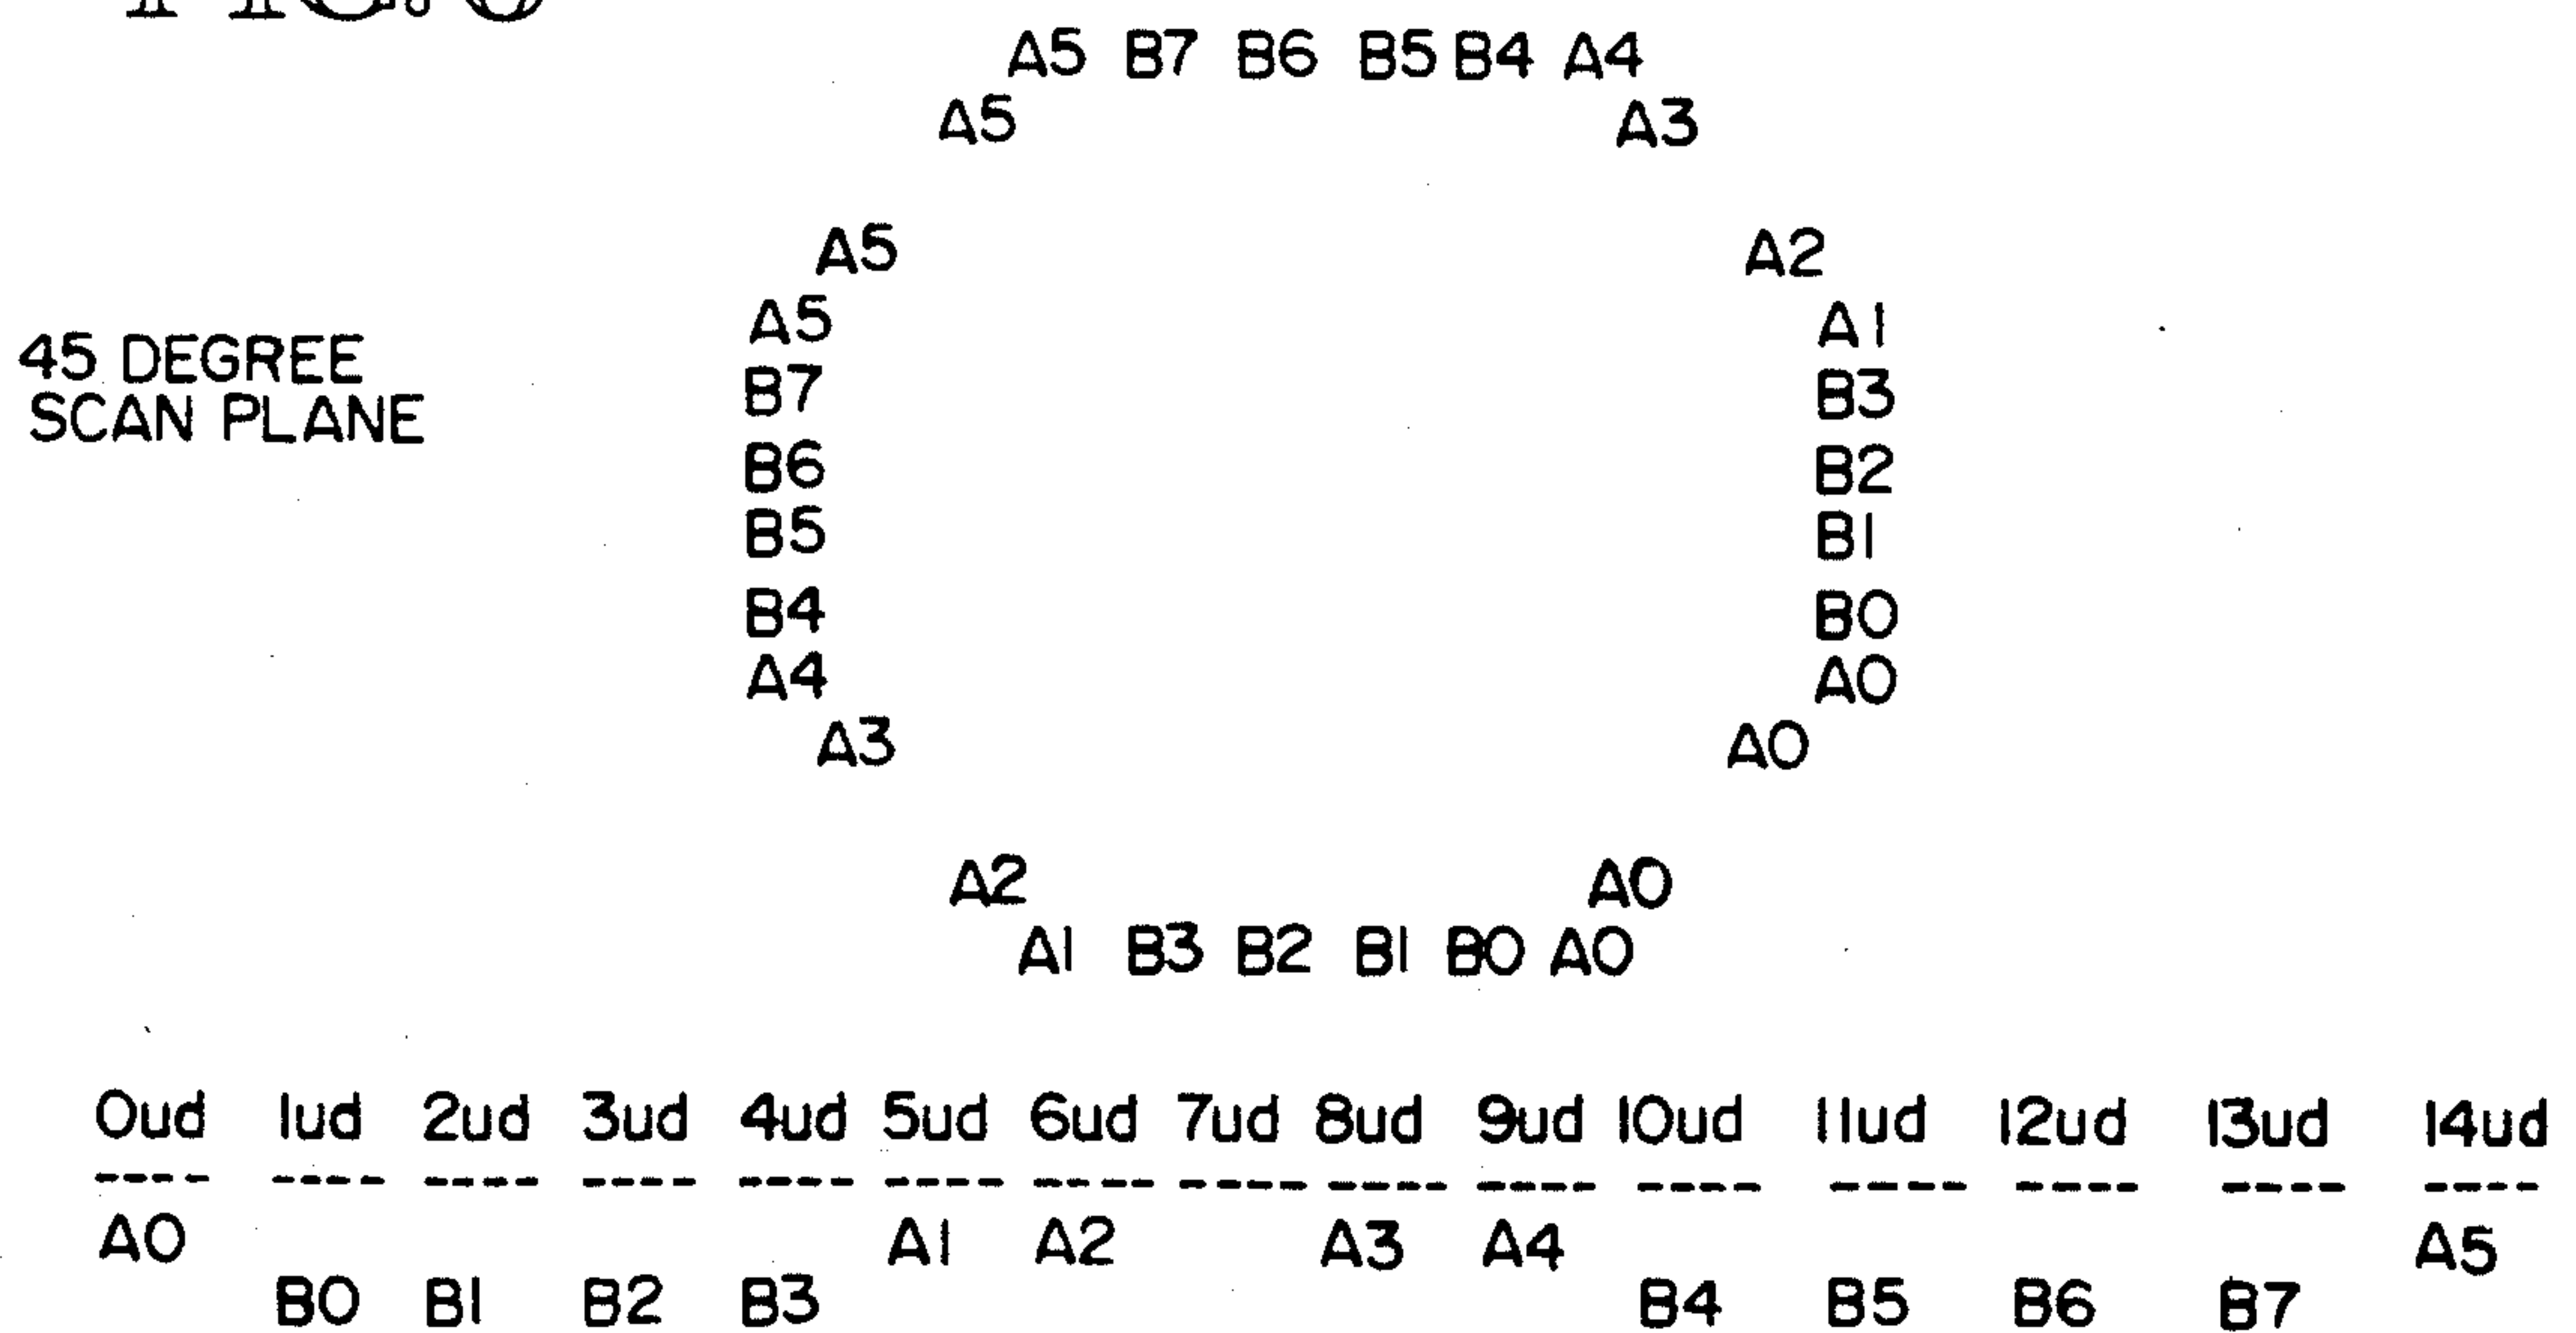 A5 B7 B6 B5 B4 A4
A5 A3
A5 A2
A5 A1
45 DEGREE
SCAN PLANE
B7 B3
B6 B2
B5 B1
B4 B0
A4 A0
A3 A0
A2 A0
A1 B3 B2 B1 B0 A0
0ud 1ud 2ud 3ud 4ud 5ud 6ud 7ud 8ud 9ud 10ud 11ud 12ud 13ud 14ud
---- ---- ---- ---- ---- ---- ---- ---- ---- ---- ---- ---- ---- ---- ----
A0 A1 A2 A3 A4 A5
B0 B1 B2 B3 B4 B5 B6 B7